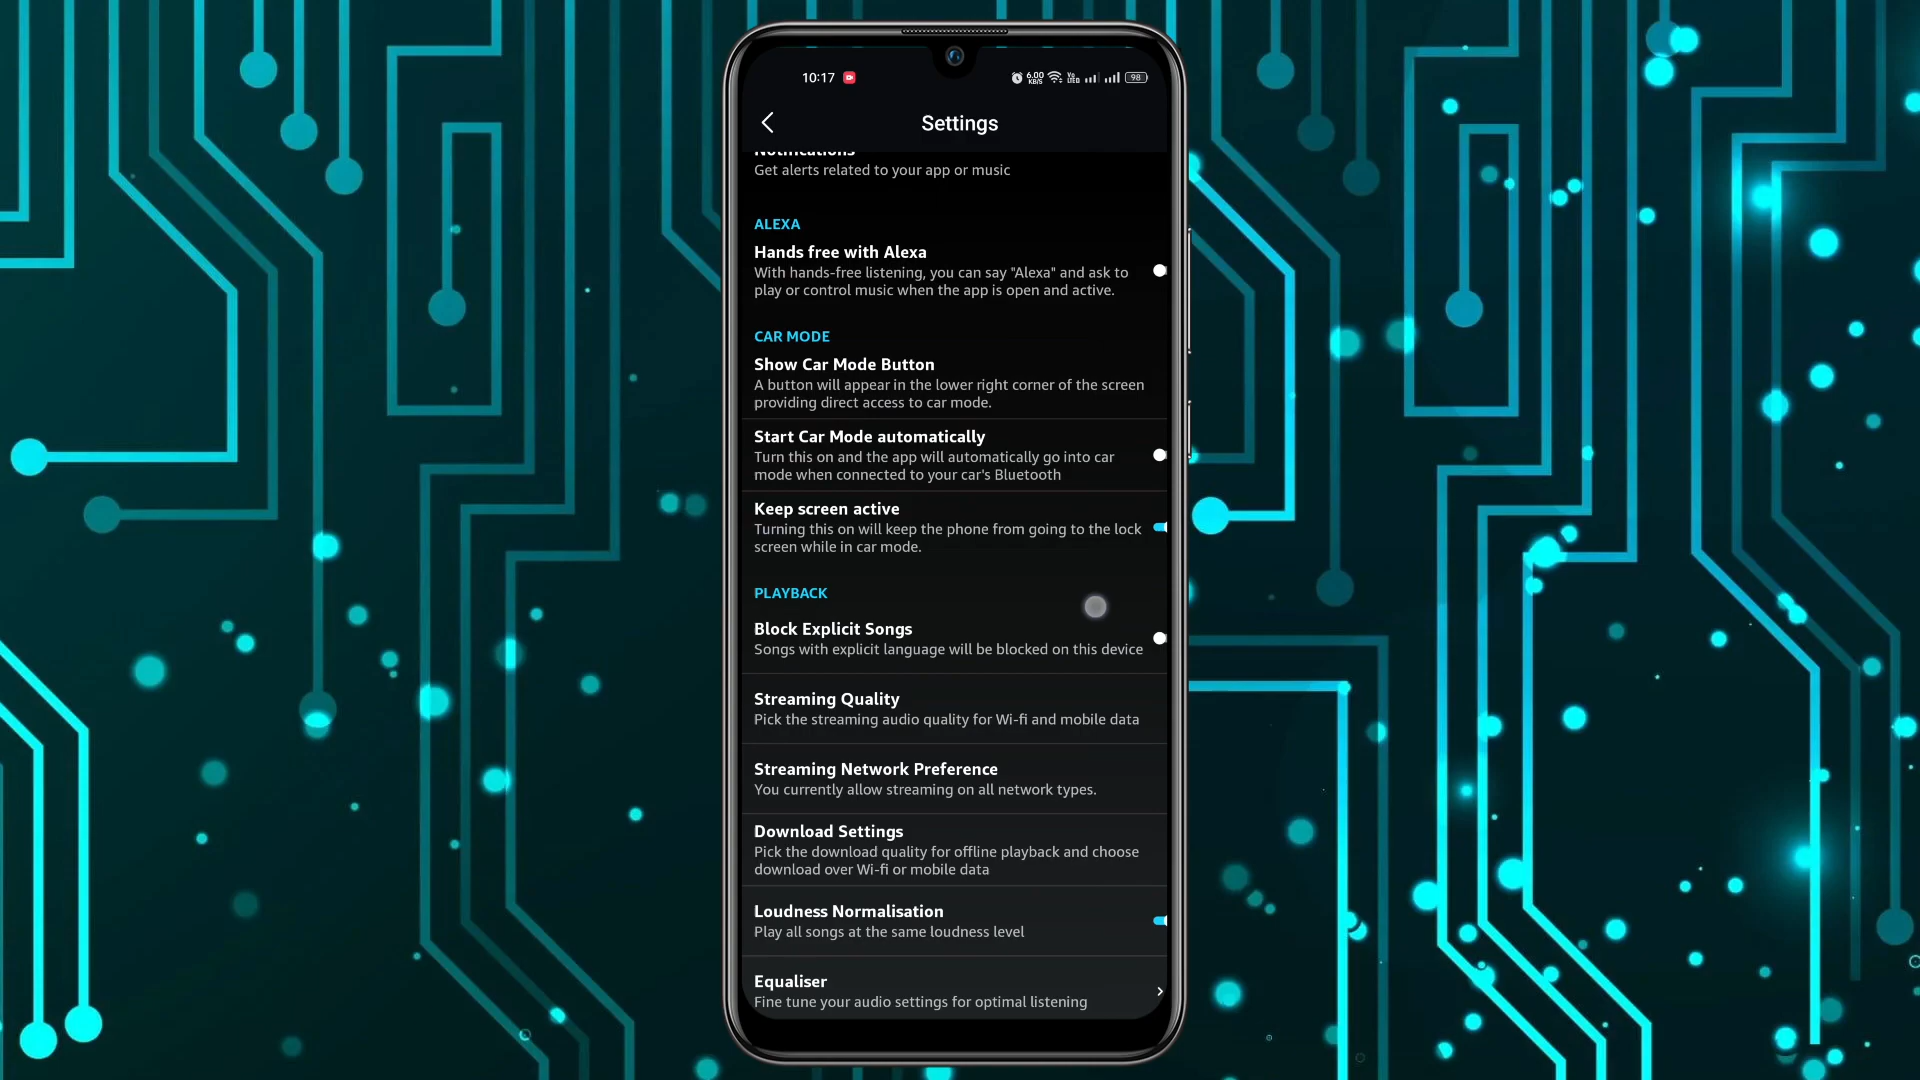 10:17
6.00 KB/S
98
Settings
Notifications
Get alerts related to your app or music
ALEXA
Hands free with Alexa
With hands-free listening, you can say "Alexa" and ask to
play or control music when the app is open and active.
CAR MODE
Show Car Mode Button
A button will appear in the lower right corner of the screen
providing direct access to car mode.
Start Car Mode automatically
Turn this on and the app will automatically go into car
mode when connected to your car's Bluetooth
Keep screen active
Turning this on will keep the phone from going to the lock
screen while in car mode.
PLAYBACK
Block Explicit Songs
Songs with explicit language will be blocked on this device
Streaming Quality
Pick the streaming audio quality for Wi-fi and mobile data
Streaming Network Preference
You currently allow streaming on all network types.
Download Settings
Pick the download quality for offline playback and choose
download over Wi-fi or mobile data
Loudness Normalisation
Play all songs at the same loudness level
Equaliser
Fine tune your audio settings for optimal listening